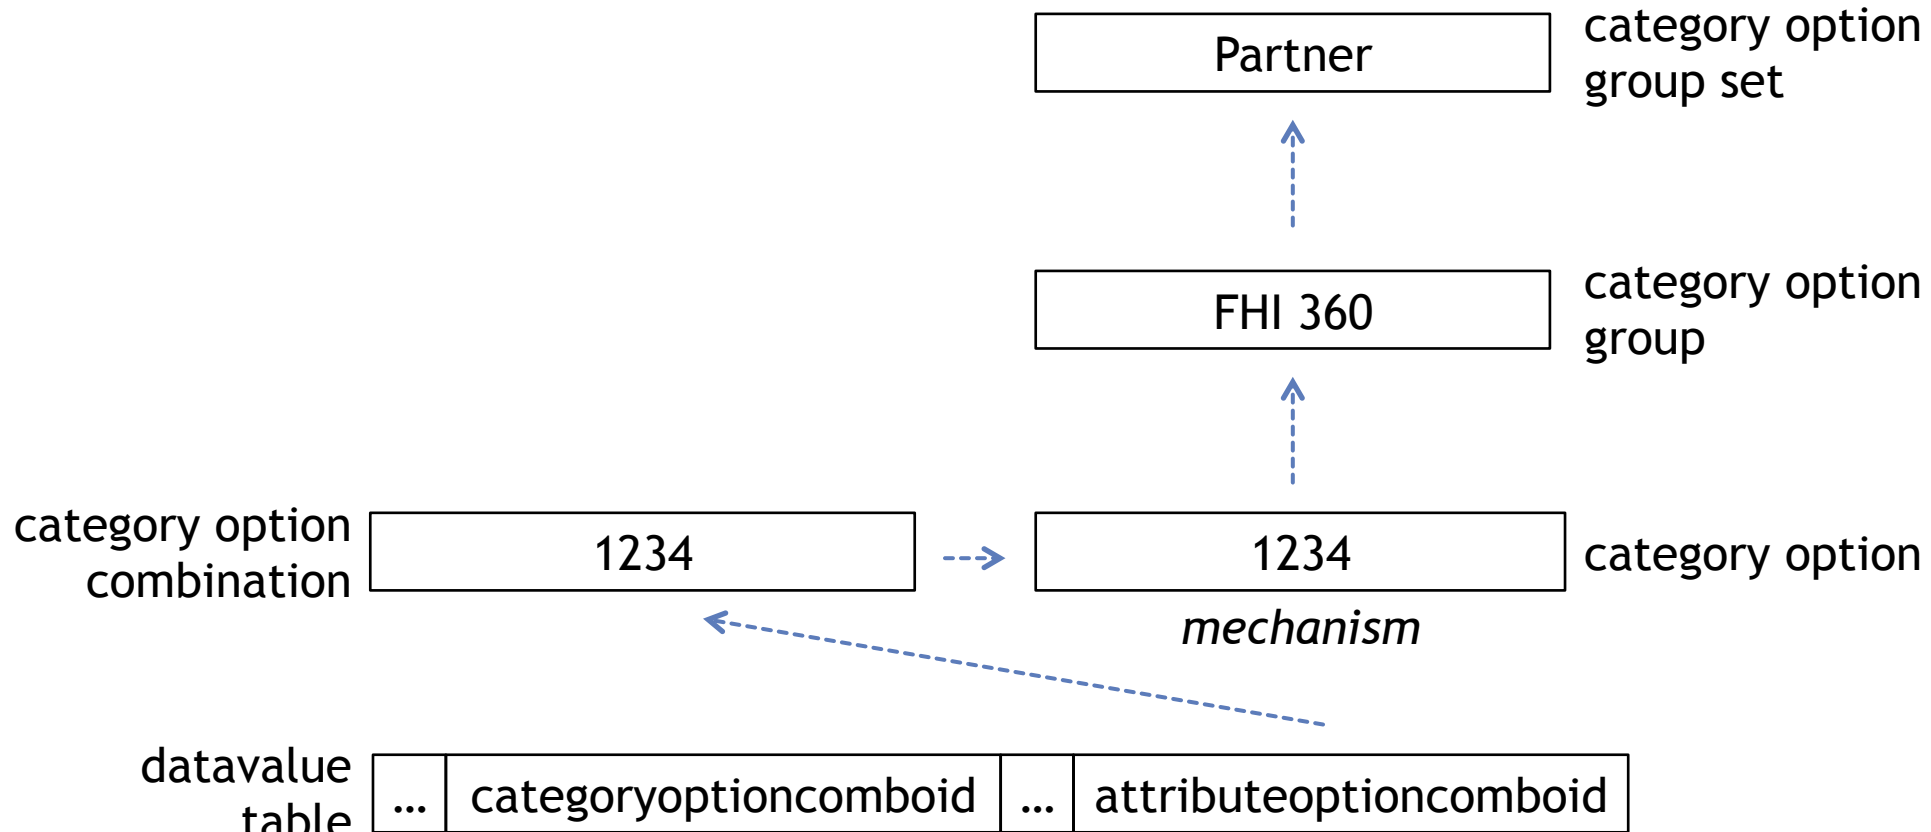 Partner
category option
group set
FHI 360
category option
group
category option
combination
1234
1234
category option
mechanism
datavalue
table
... categoryoptioncomboid ... attributeoptioncomboid